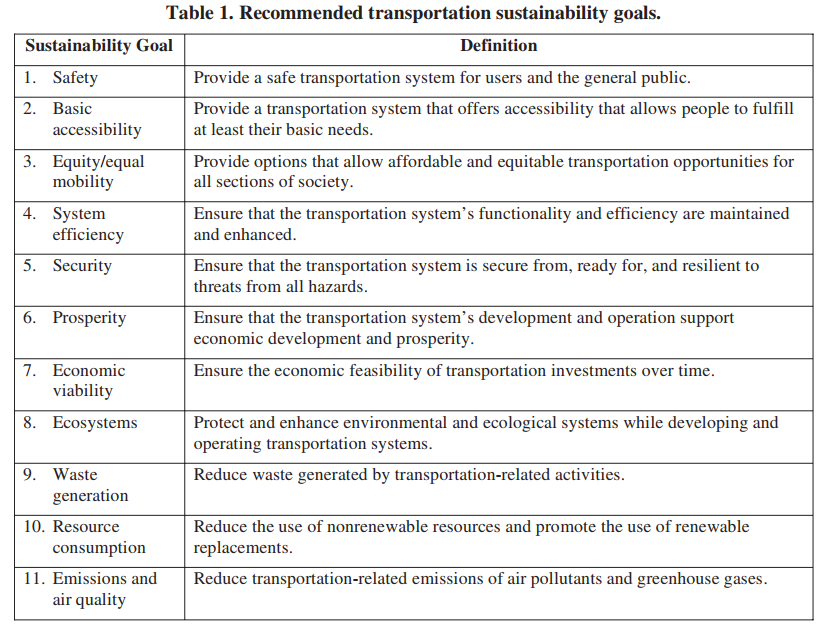 Table 1. Recommended transportation sustainability goals.
Sustainability Goal Definition
1. Safety Provide a safe transportation system for users and the general public.
2. Basic accessibility Provide a transportation system that offers accessibility that allows people to fulfill
at least their basic needs.
3. Equity/equal mobility Provide options that allow affordable and equitable transportation opportunities for
all sections of society.
4. System efficiency Ensure that the transportation system's functionality and efficiency are maintained
and enhanced.
5. Security Ensure that the transportation system is secure from, ready for, and resilient to
threats from all hazards.
6. Prosperity Ensure that the transportation system's development and operation support
economic development and prosperity.
7. Economic viability Ensure the economic feasibility of transportation investments over time.
8. Ecosystems Protect and enhance environmental and ecological systems while developing and
operating transportation systems.
9. Waste generation Reduce waste generated by transportation-related activities.
10. Resource consumption Reduce the use of nonrenewable resources and promote the use of renewable
replacements.
11. Emissions and air quality Reduce transportation-related emissions of air pollutants and greenhouse gases.